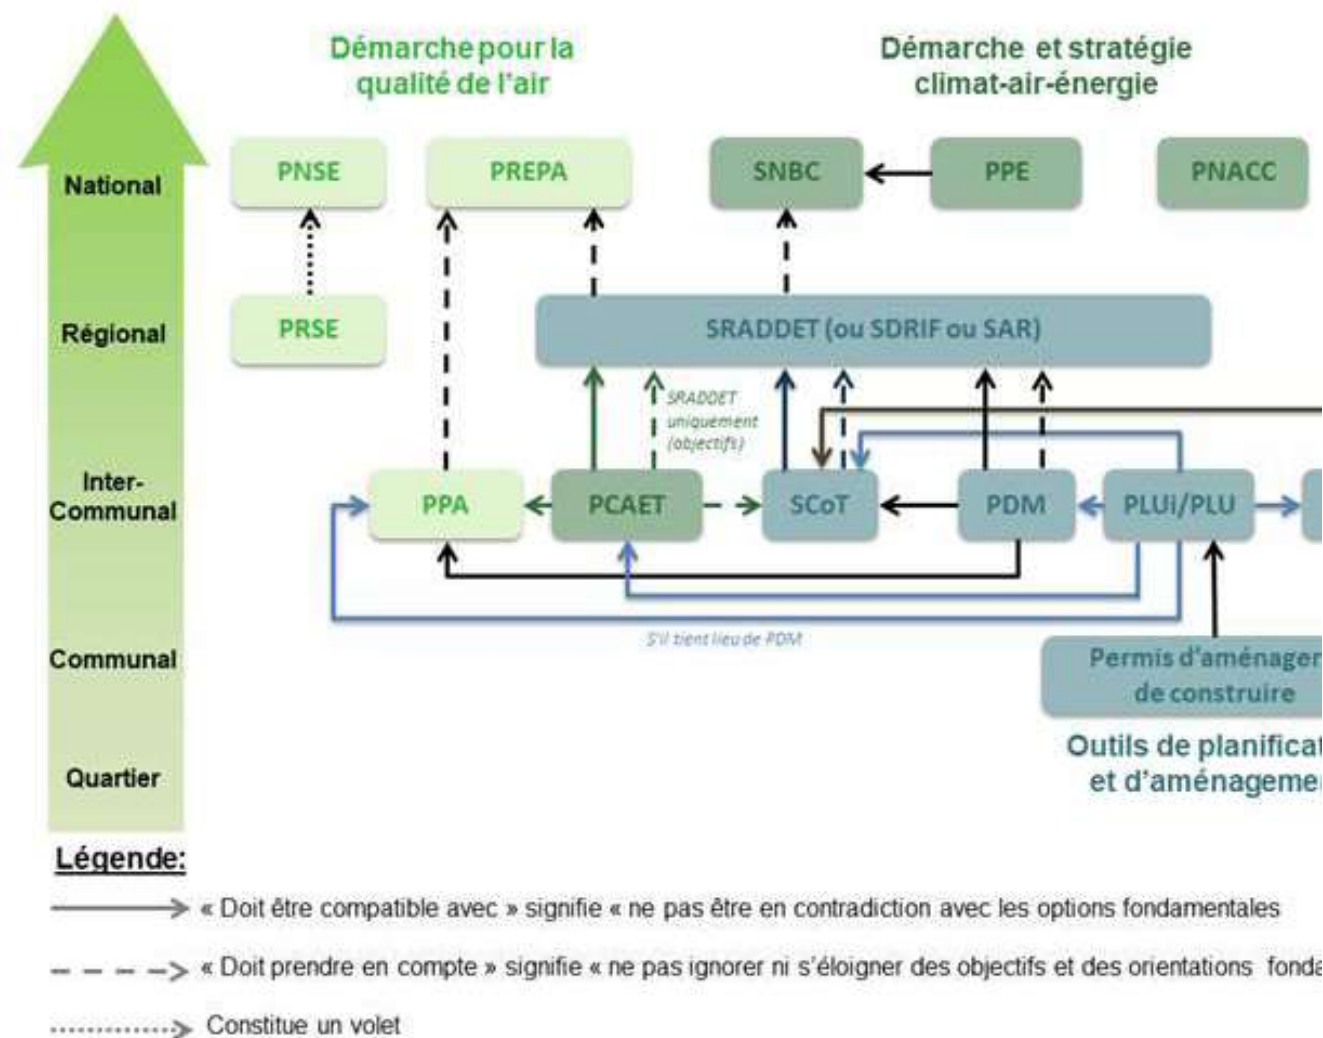 Démarche pour la
qualité de l'air
Démarche et stratégie
climat-air-énergie
National
PNSE
PREPA
SNBC
PPE
PNACC
Régional
PRSE
SRADDET (ou SDRIF ou SAR)
SRADDET
uniquement
(objectifs)
Inter-
Communal
PPA
PCAET
SCoT
PDM
PLUi/PLU
S'il tient lieu de PDM
Communal
Permis d'aménager
de construire
Outils de planificat
et d'aménageme
Quartier
Légende:
« Doit être compatible avec » signifie « ne pas être en contradiction avec les options fondamentales
« Doit prendre en compte » signifie « ne pas ignorer ni s'éloigner des objectifs et des orientations fonda
Constitue un volet